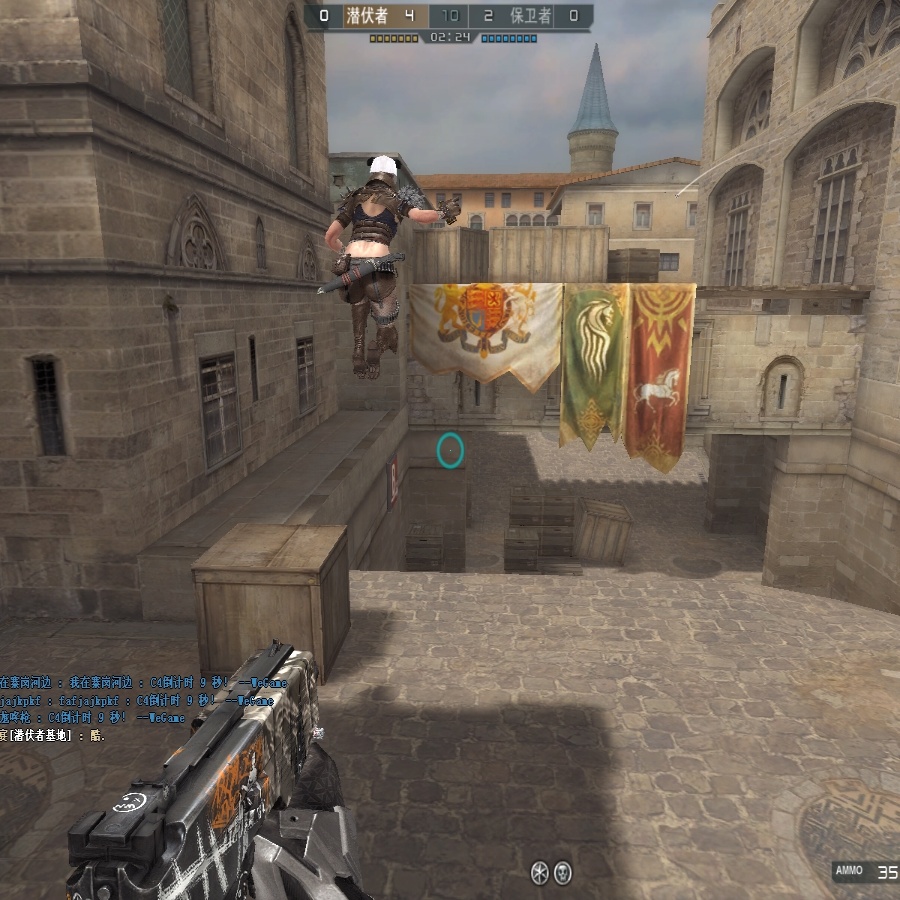 0 潜伏者 4 10 2 保卫者 0
02:24
在寨岗河边 : 我在寨岗河边 : C4倒计时 9 秒! --WeGame
jajkpkf : fafjajkpkf : C4倒计时 9 秒! --WeGame
枪 : C4倒计时 9 秒! --WeGame
[潜伏者基地] : 酷.
AMMO 35